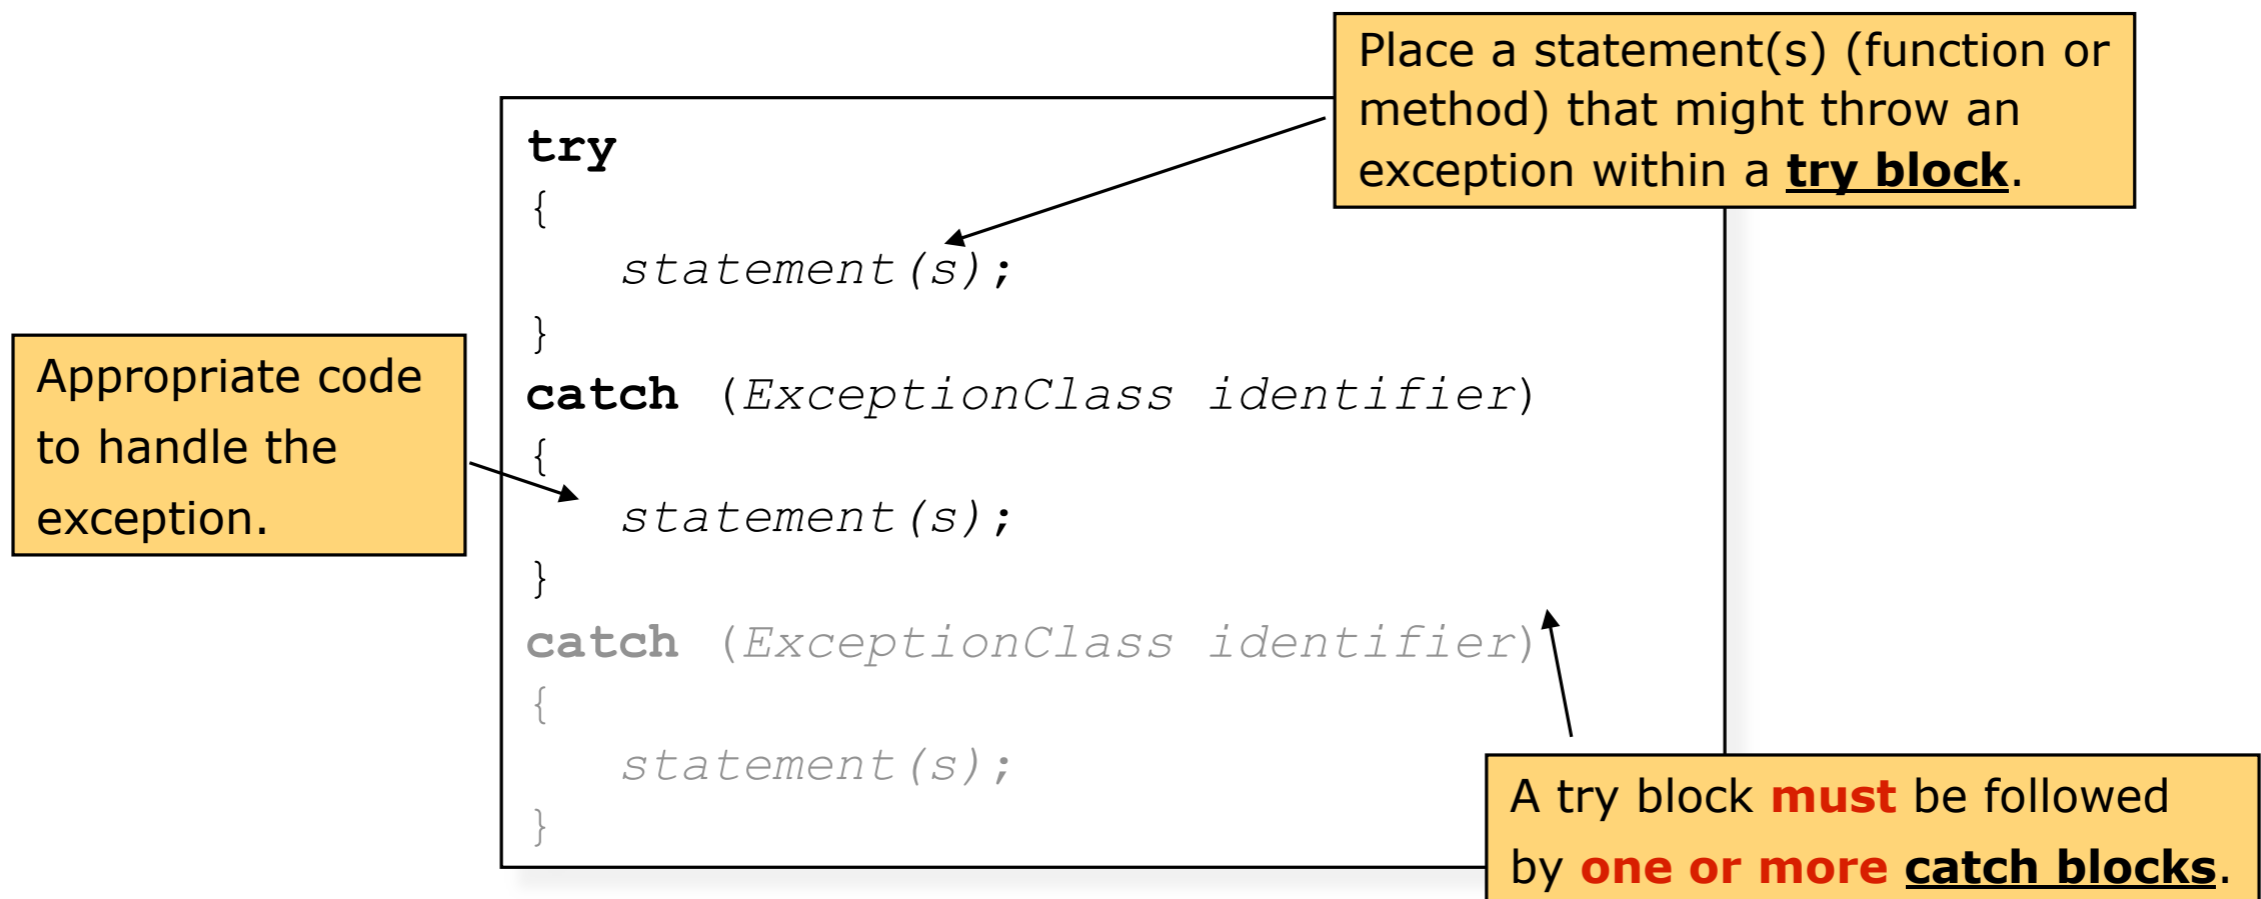 Place a statement(s) (function or
method) that might throw an
exception within a try block.
try
{
statement(s);
}
catch (ExceptionClass identifier)
{
statement(s);
}
catch (ExceptionClass identifier)
{
statement(s);
}
Appropriate code
to handle the
exception.
A try block must be followed
by one or more catch blocks.